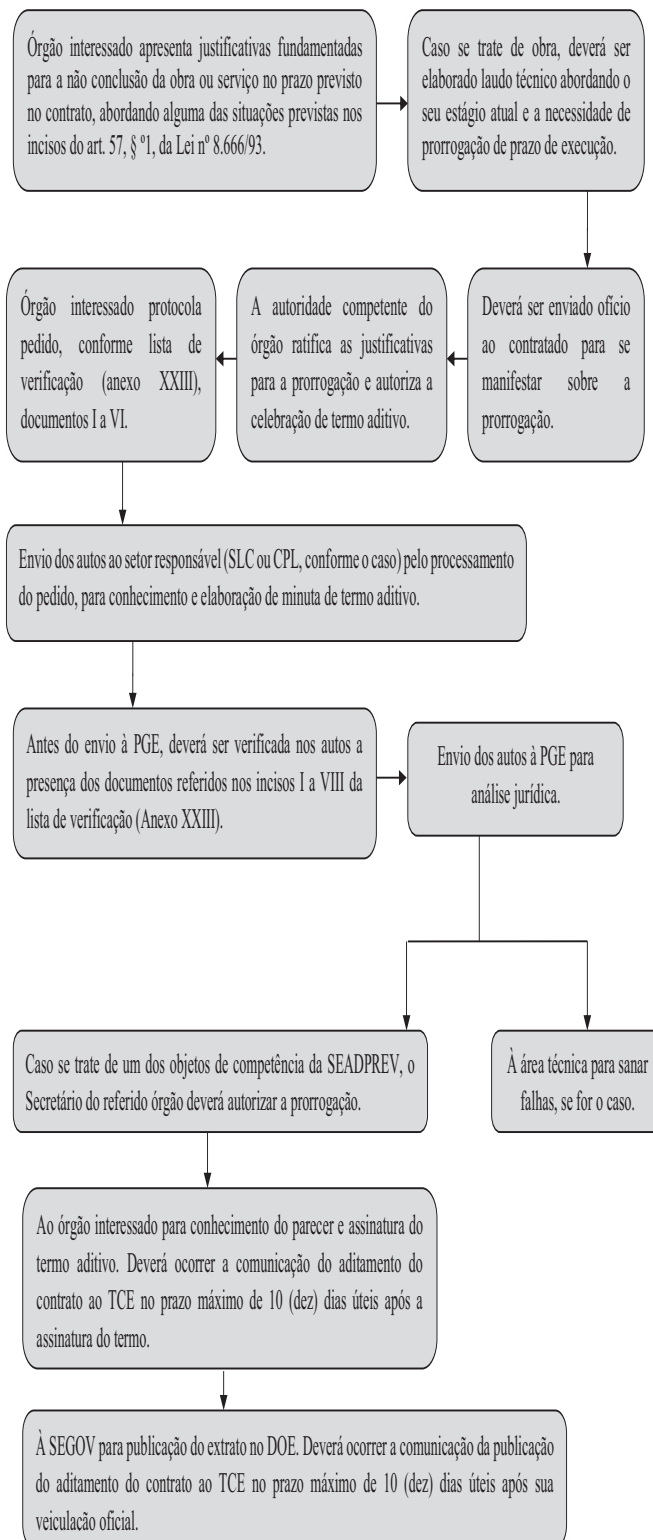 Órgão interessado apresenta justificativas fundamentadas
para a não conclusão da obra ou serviço no prazo previsto
no contrato, abordando alguma das situações previstas nos
incisos do art. 57, § º1, da Lei nº 8.666/93.
Caso se trate de obra, deverá ser
elaborado laudo técnico abordando o
seu estágio atual e a necessidade de
prorrogação de prazo de execução.
Deverá ser enviado ofício
ao contratado para se
manifestar sobre a
prorrogação.
A autoridade competente do
órgão ratifica as justificativas
para a prorrogação e autoriza a
celebração de termo aditivo.
Órgão interessado protocola
pedido, conforme lista de
verificação (anexo XXIII),
documentos I a VI.
Envio dos autos ao setor responsável (SLC ou CPL, conforme o caso) pelo processamento
do pedido, para conhecimento e elaboração de minuta de termo aditivo.
Antes do envio à PGE, deverá ser verificada nos autos a
presença dos documentos referidos nos incisos I a VIII da
lista de verificação (Anexo XXIII).
Envio dos autos à PGE para
análise jurídica.
Caso se trate de um dos objetos de competência da SEADPREV, o
Secretário do referido órgão deverá autorizar a prorrogação.
À área técnica para sanar
falhas, se for o caso.
Ao órgão interessado para conhecimento do parecer e assinatura do
termo aditivo. Deverá ocorrer a comunicação do aditamento do
contrato ao TCE no prazo máximo de 10 (dez) dias úteis após a
assinatura do termo.
À SEGOV para publicação do extrato no DOE. Deverá ocorrer a comunicação da publicação
do aditamento do contrato ao TCE no prazo máximo de 10 (dez) dias úteis após sua
veiculação oficial.